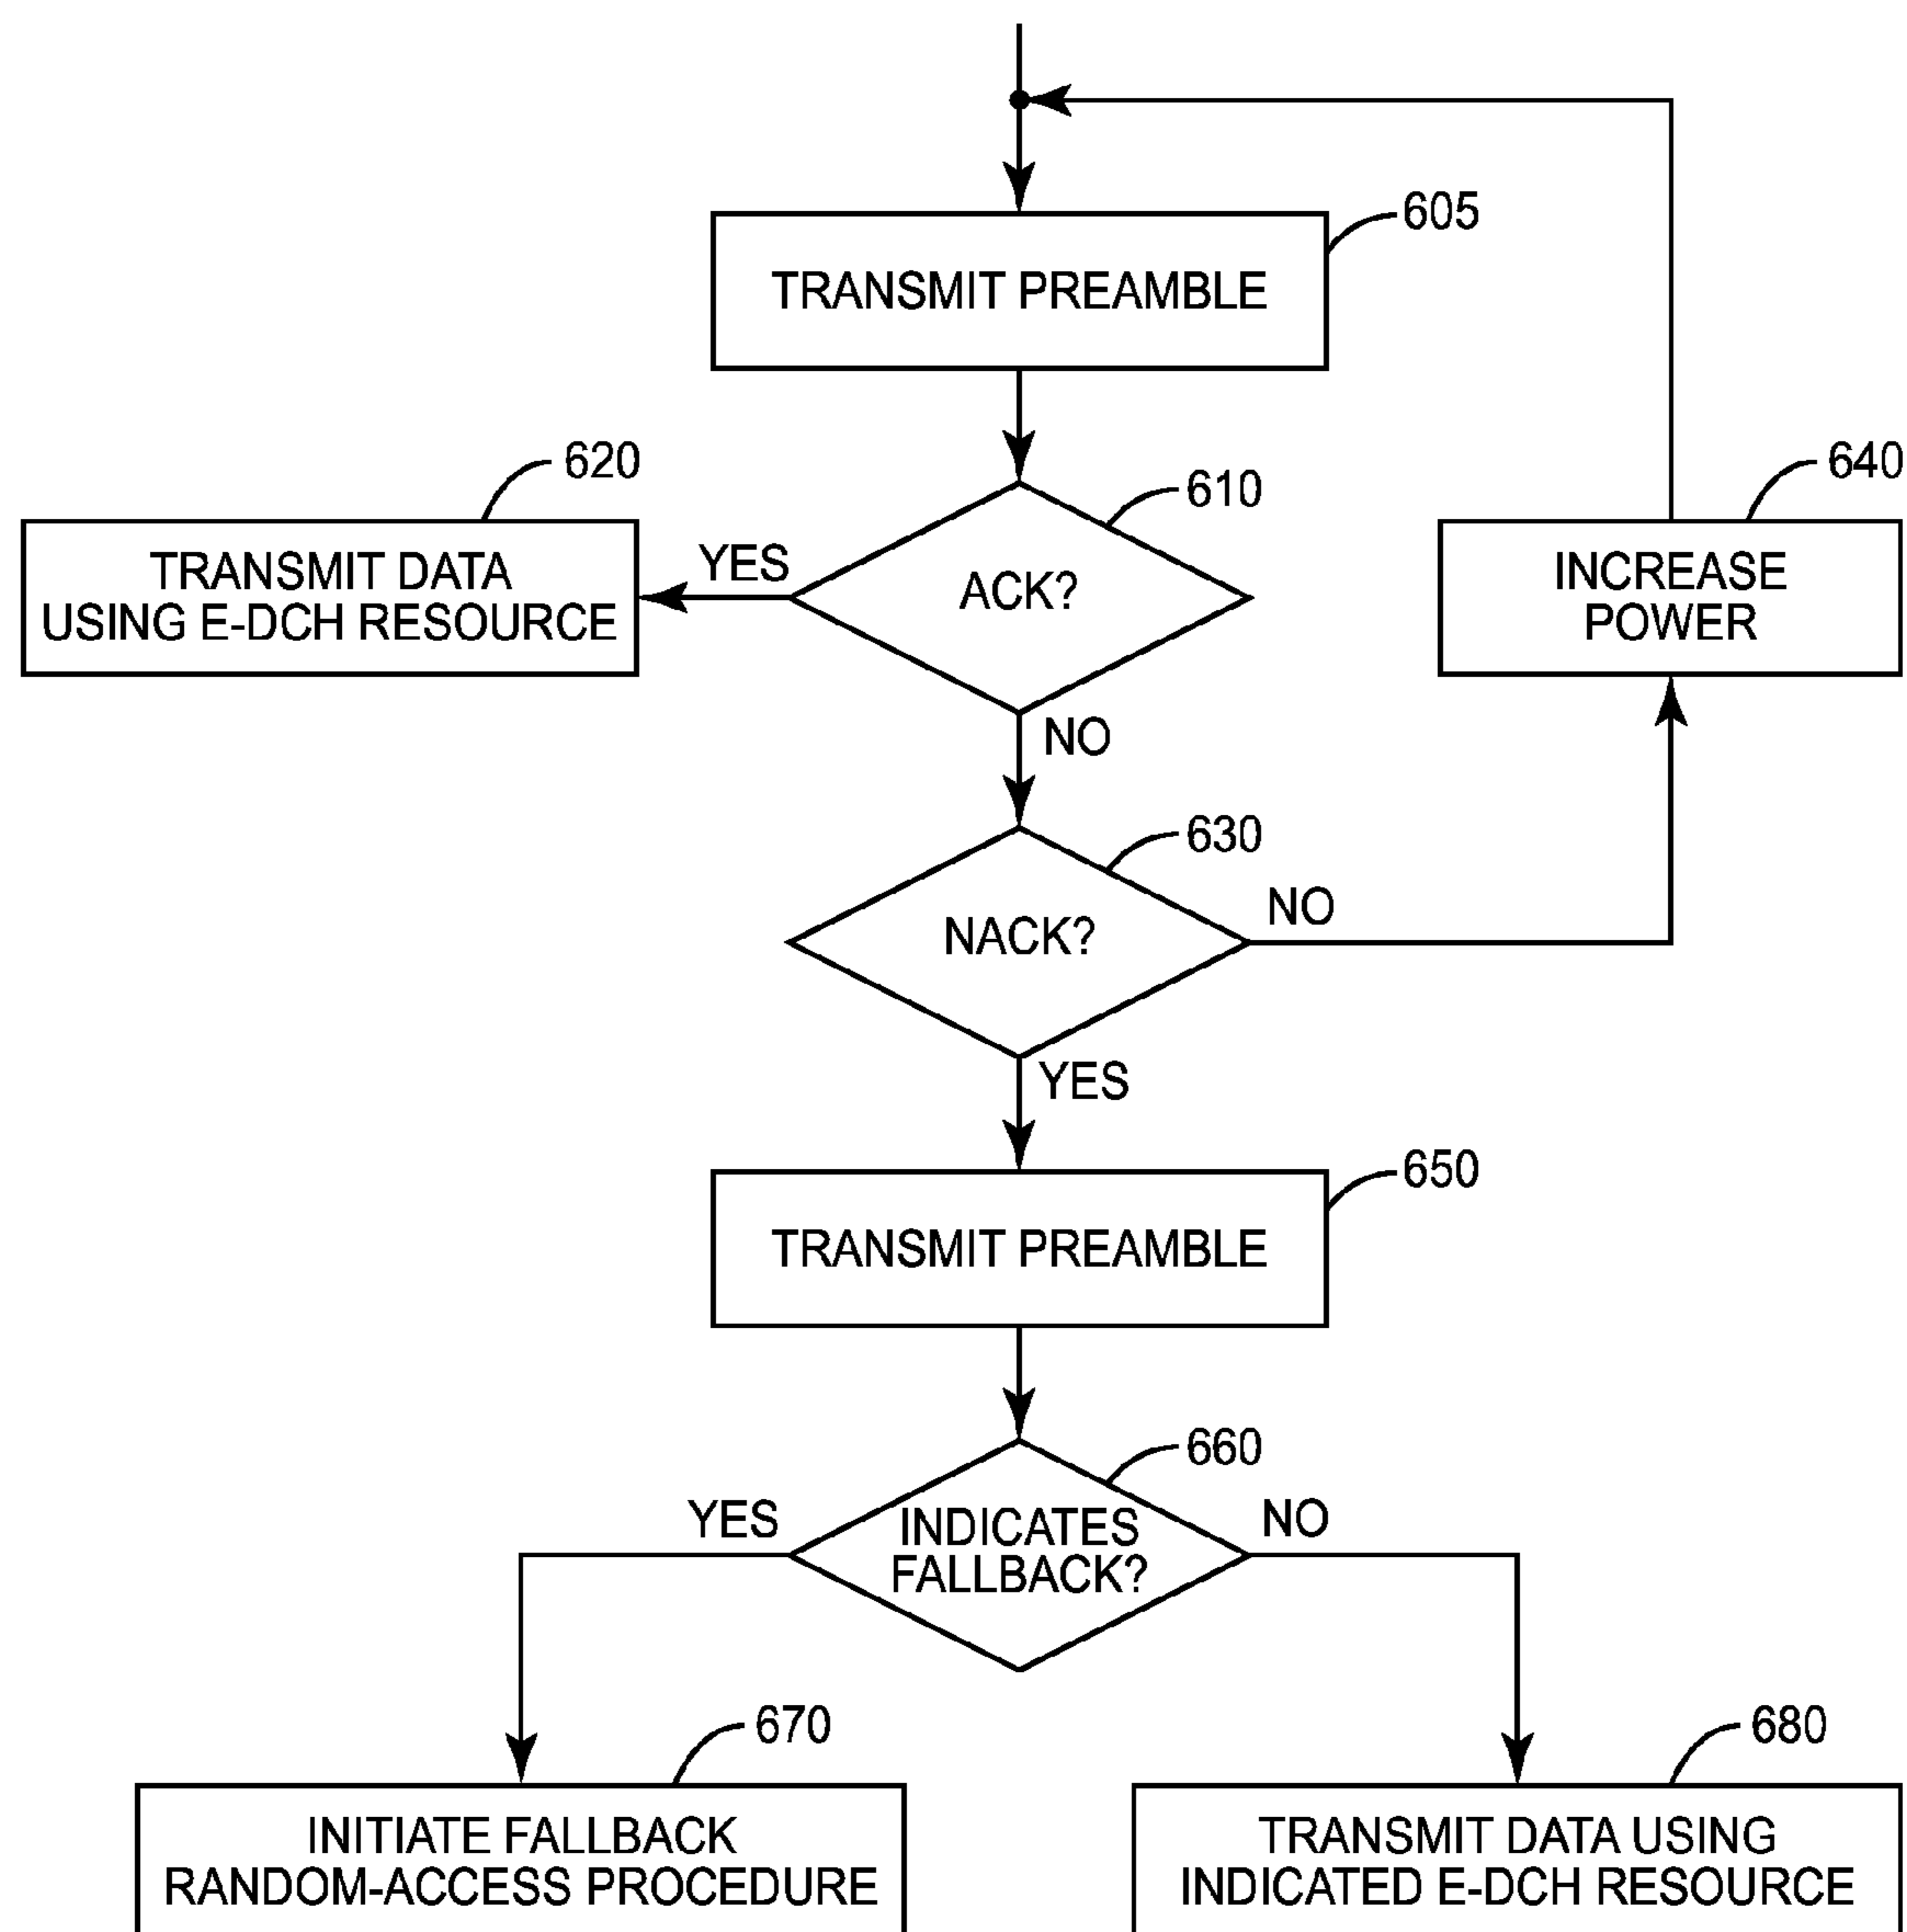 605
TRANSMIT PREAMBLE
620
610
640
TRANSMIT DATA
USING E-DCH RESOURCE
YES
ACK?
INCREASE
POWER
NO
630
NACK?
NO
YES
650
TRANSMIT PREAMBLE
660
YES
INDICATES
FALLBACK?
NO
670
680
INITIATE FALLBACK
RANDOM-ACCESS PROCEDURE
TRANSMIT DATA USING
INDICATED E-DCH RESOURCE